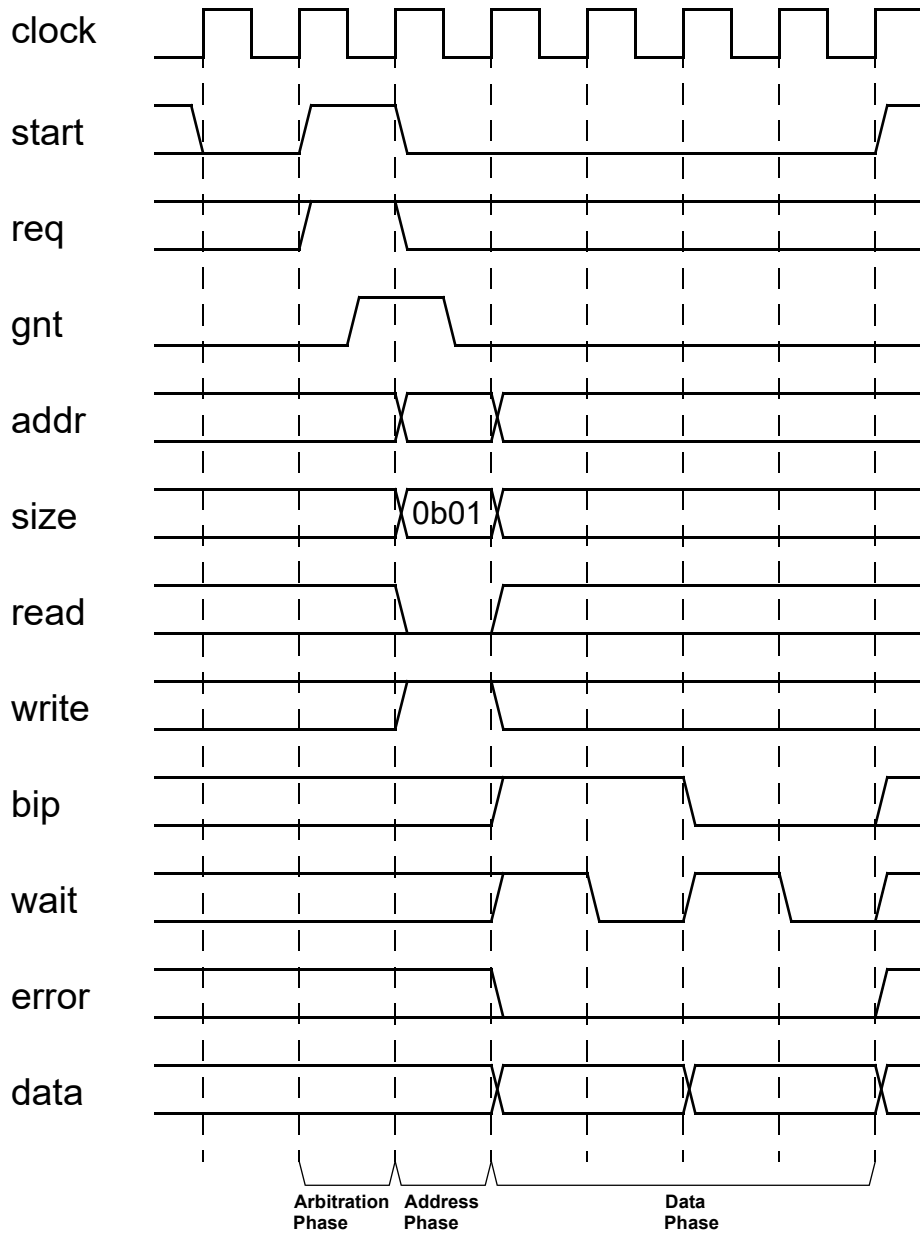 clock
start
req
gnt
addr
size
0b01
read
write
bip
wait
error
data
Arbitration Phase
Address Phase
Data Phase